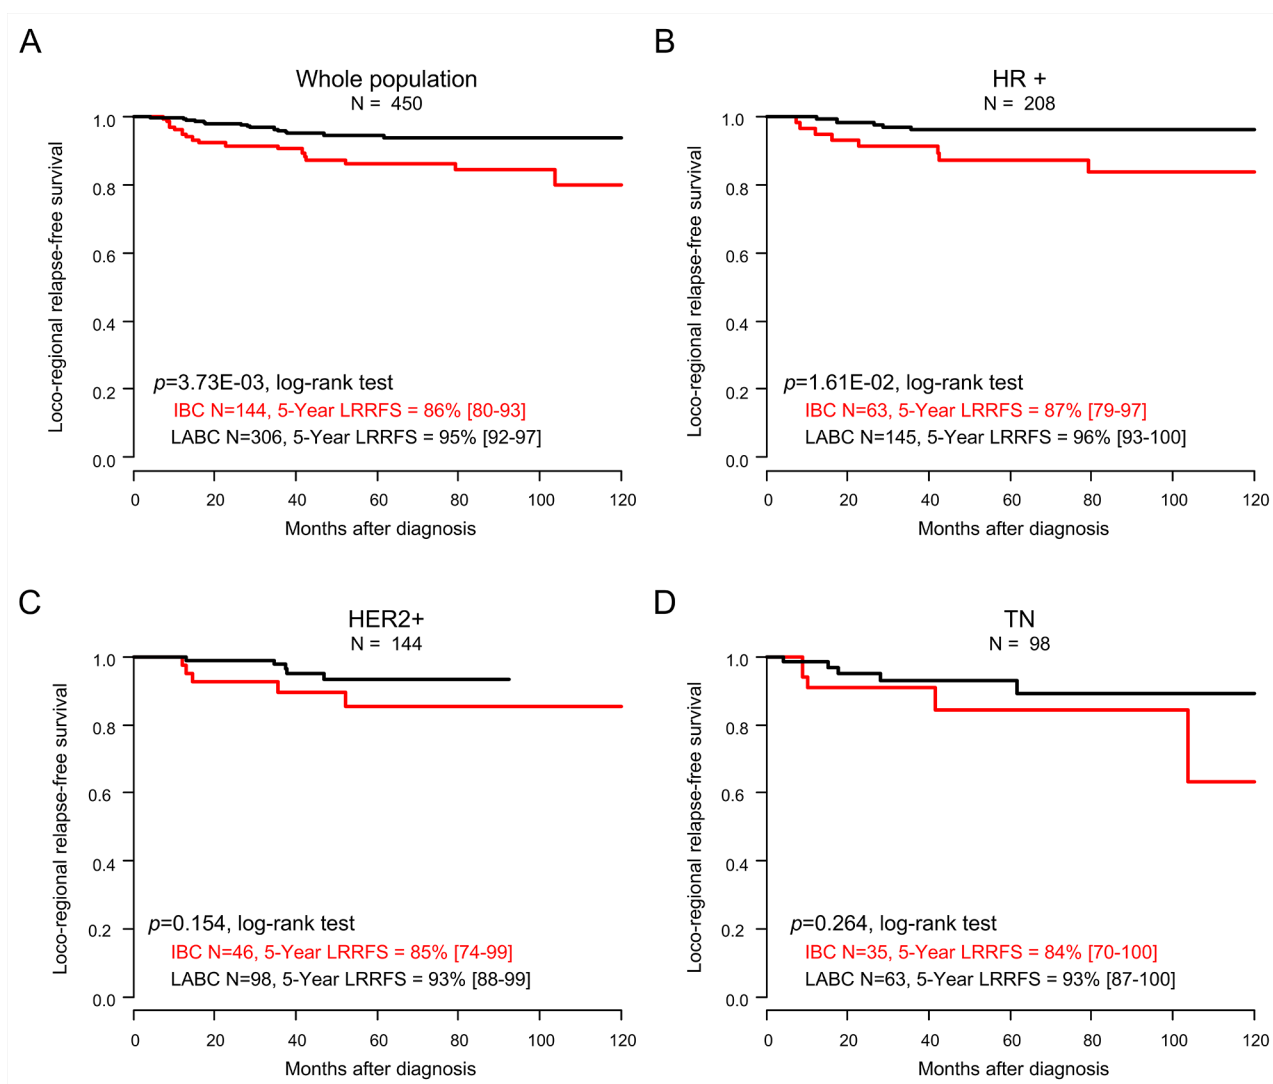 A
Whole population
N = 450
Loco-regional relapse-free survival
1.0
0.8
0.6
0.4
0.2
0.0
p=3.73E-03, log-rank test
IBC N=144, 5-Year LRRFS = 86% [80-93]
LABC N=306, 5-Year LRRFS = 95% [92-97]
0 20 40 60 80 100 120
Months after diagnosis
B
HR +
N = 208
Loco-regional relapse-free survival
1.0
0.8
0.6
0.4
0.2
0.0
p=1.61E-02, log-rank test
IBC N=63, 5-Year LRRFS = 87% [79-97]
LABC N=145, 5-Year LRRFS = 96% [93-100]
0 20 40 60 80 100 120
Months after diagnosis
C
HER2+
N = 144
Loco-regional relapse-free survival
1.0
0.8
0.6
0.4
0.2
0.0
p=0.154, log-rank test
IBC N=46, 5-Year LRRFS = 85% [74-99]
LABC N=98, 5-Year LRRFS = 93% [88-99]
0 20 40 60 80 100 120
Months after diagnosis
D
TN
N = 98
Loco-regional relapse-free survival
1.0
0.8
0.6
0.4
0.2
0.0
p=0.264, log-rank test
IBC N=35, 5-Year LRRFS = 84% [70-100]
LABC N=63, 5-Year LRRFS = 93% [87-100]
0 20 40 60 80 100 120
Months after diagnosis